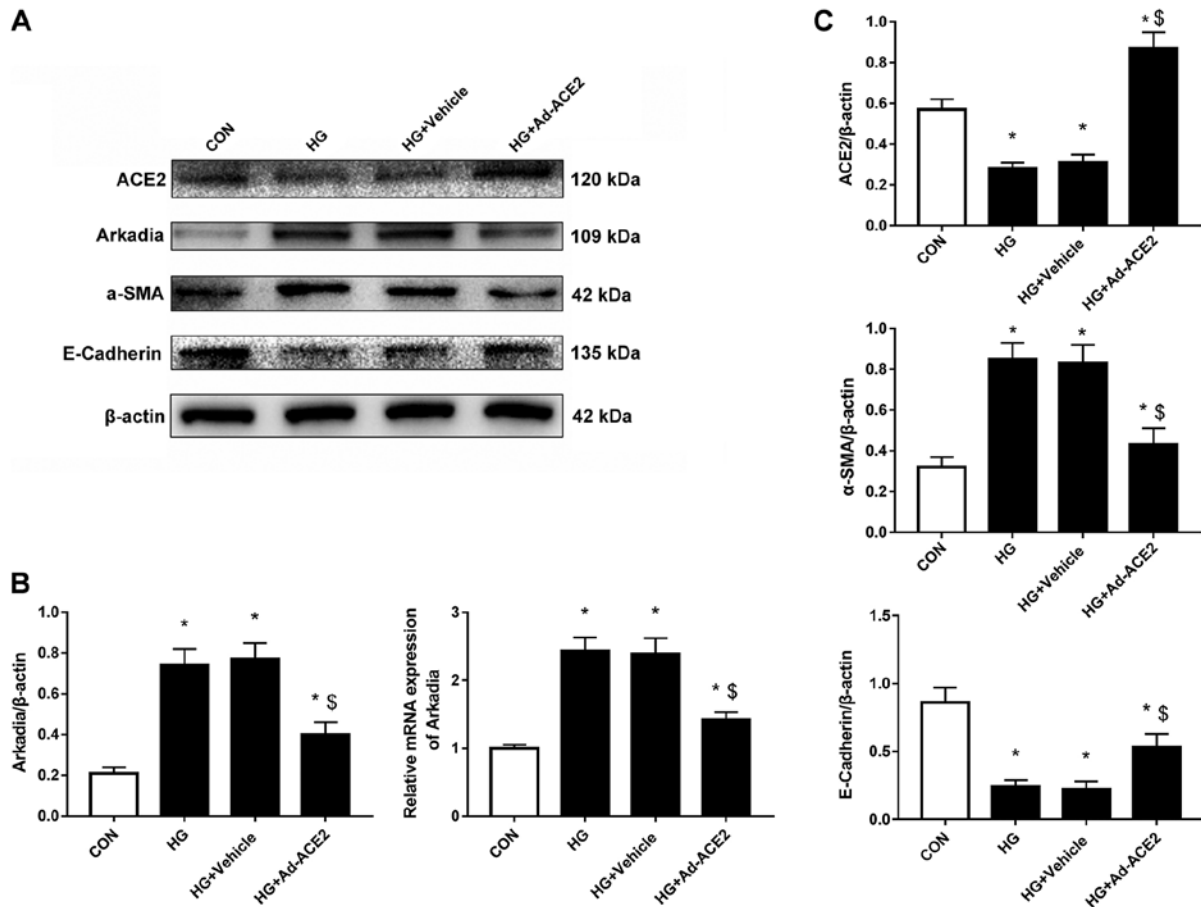 A
CON
HG
HG+Vehicle
HG+Ad-ACE2
ACE2
120 kDa
Arkadia
109 kDa
a-SMA
42 kDa
E-Cadherin
135 kDa
β-actin
42 kDa
B
Arkadia/β-actin
1.0
0.8
0.6
0.4
0.2
0.0
*
*
* $
CON
HG
HG+Vehicle
HG+Ad-ACE2
Relative mRNA expression
of Arkadia
3
2
1
0
*
*
* $
CON
HG
HG+Vehicle
HG+Ad-ACE2
C
ACE2/β-actin
1.0
0.8
0.6
0.4
0.2
0.0
*
*
* $
CON
HG
HG+Vehicle
HG+Ad-ACE2
α-SMA/β-actin
1.0
0.8
0.6
0.4
0.2
0.0
*
*
* $
CON
HG
HG+Vehicle
HG+Ad-ACE2
E-Cadherin/β-actin
1.5
1.0
0.5
0.0
*
*
* $
CON
HG
HG+Vehicle
HG+Ad-ACE2